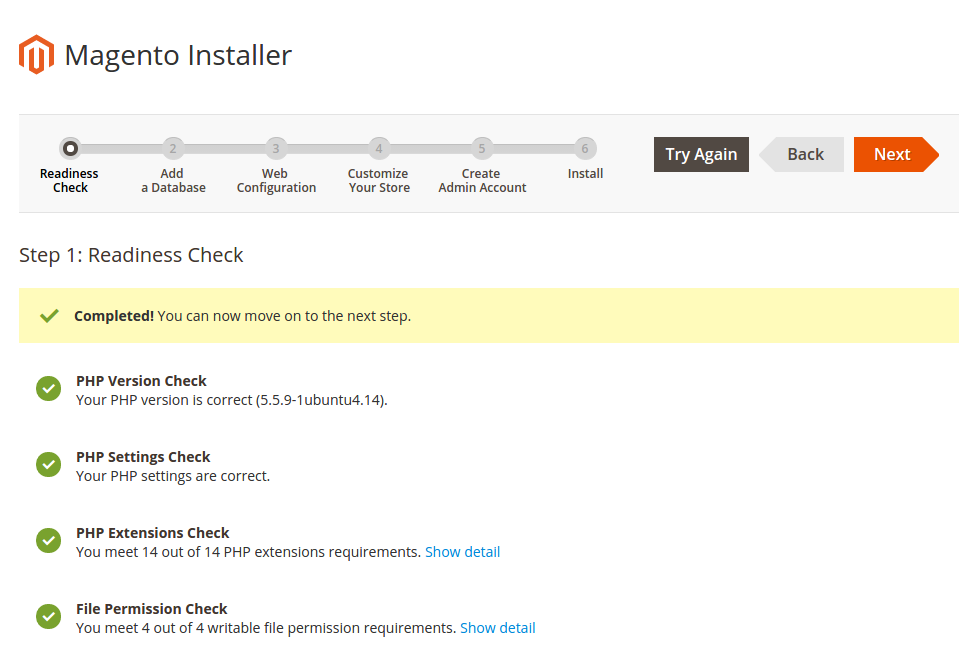 Magento Installer
2 3 4 5 6
Try Again Back Next
Readiness Check
Add a Database
Web Configuration
Customize Your Store
Create Admin Account
Install
Step 1: Readiness Check
Completed! You can now move on to the next step.
PHP Version Check
Your PHP version is correct (5.5.9-1ubuntu4.14).
PHP Settings Check
Your PHP settings are correct.
PHP Extensions Check
You meet 14 out of 14 PHP extensions requirements. Show detail
File Permission Check
You meet 4 out of 4 writable file permission requirements. Show detail